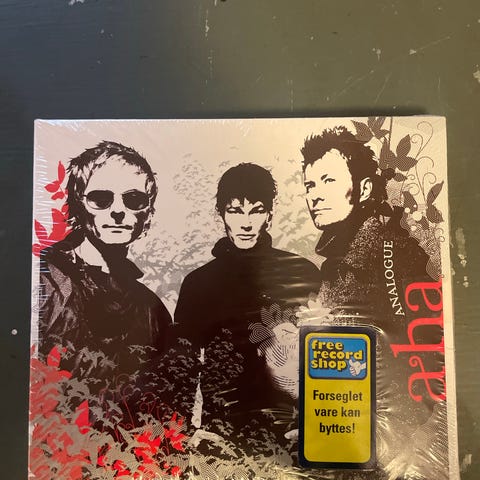 ANALOGUE
a-ha
free
record
shop
Forseglet
vare kan
byttes!